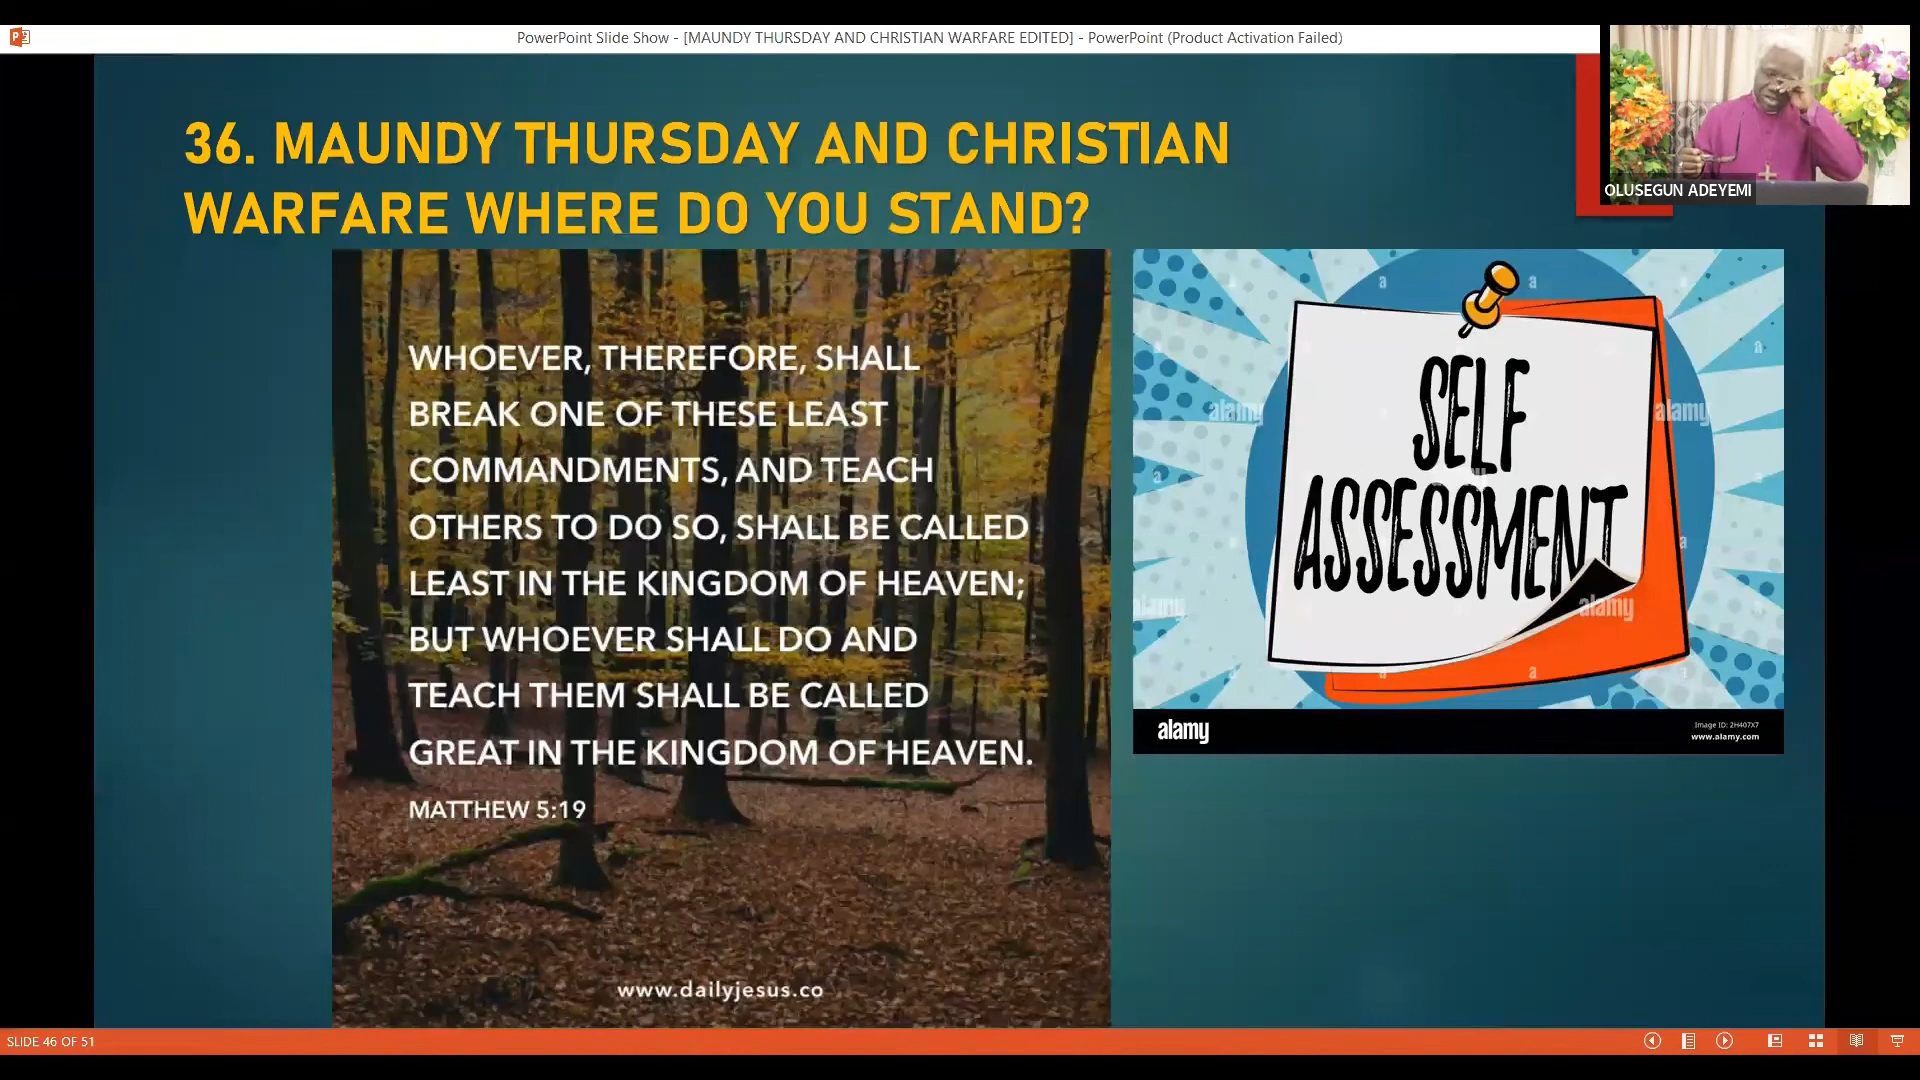 PowerPoint Slide Show - [MAUNDY THURSDAY AND CHRISTIAN WARFARE EDITED] - PowerPoint (Product Activation Failed)
OLUSEGUN ADEYEMI
36. MAUNDY THURSDAY AND CHRISTIAN
WARFARE WHERE DO YOU STAND?
WHOEVER, THEREFORE, SHALL
BREAK ONE OF THESE LEAST
COMMANDMENTS, AND TEACH
OTHERS TO DO SO, SHALL BE CALLED
LEAST IN THE KINGDOM OF HEAVEN;
BUT WHOEVER SHALL DO AND
TEACH THEM SHALL BE CALLED
GREAT IN THE KINGDOM OF HEAVEN.
MATTHEW 5:19
www.dailyjesus.co
SELF
ASSESSMENT
alamy
alamy
alamy
alamy
alamy
Image ID: 2H407X7
www.alamy.com
SLIDE 46 OF 51